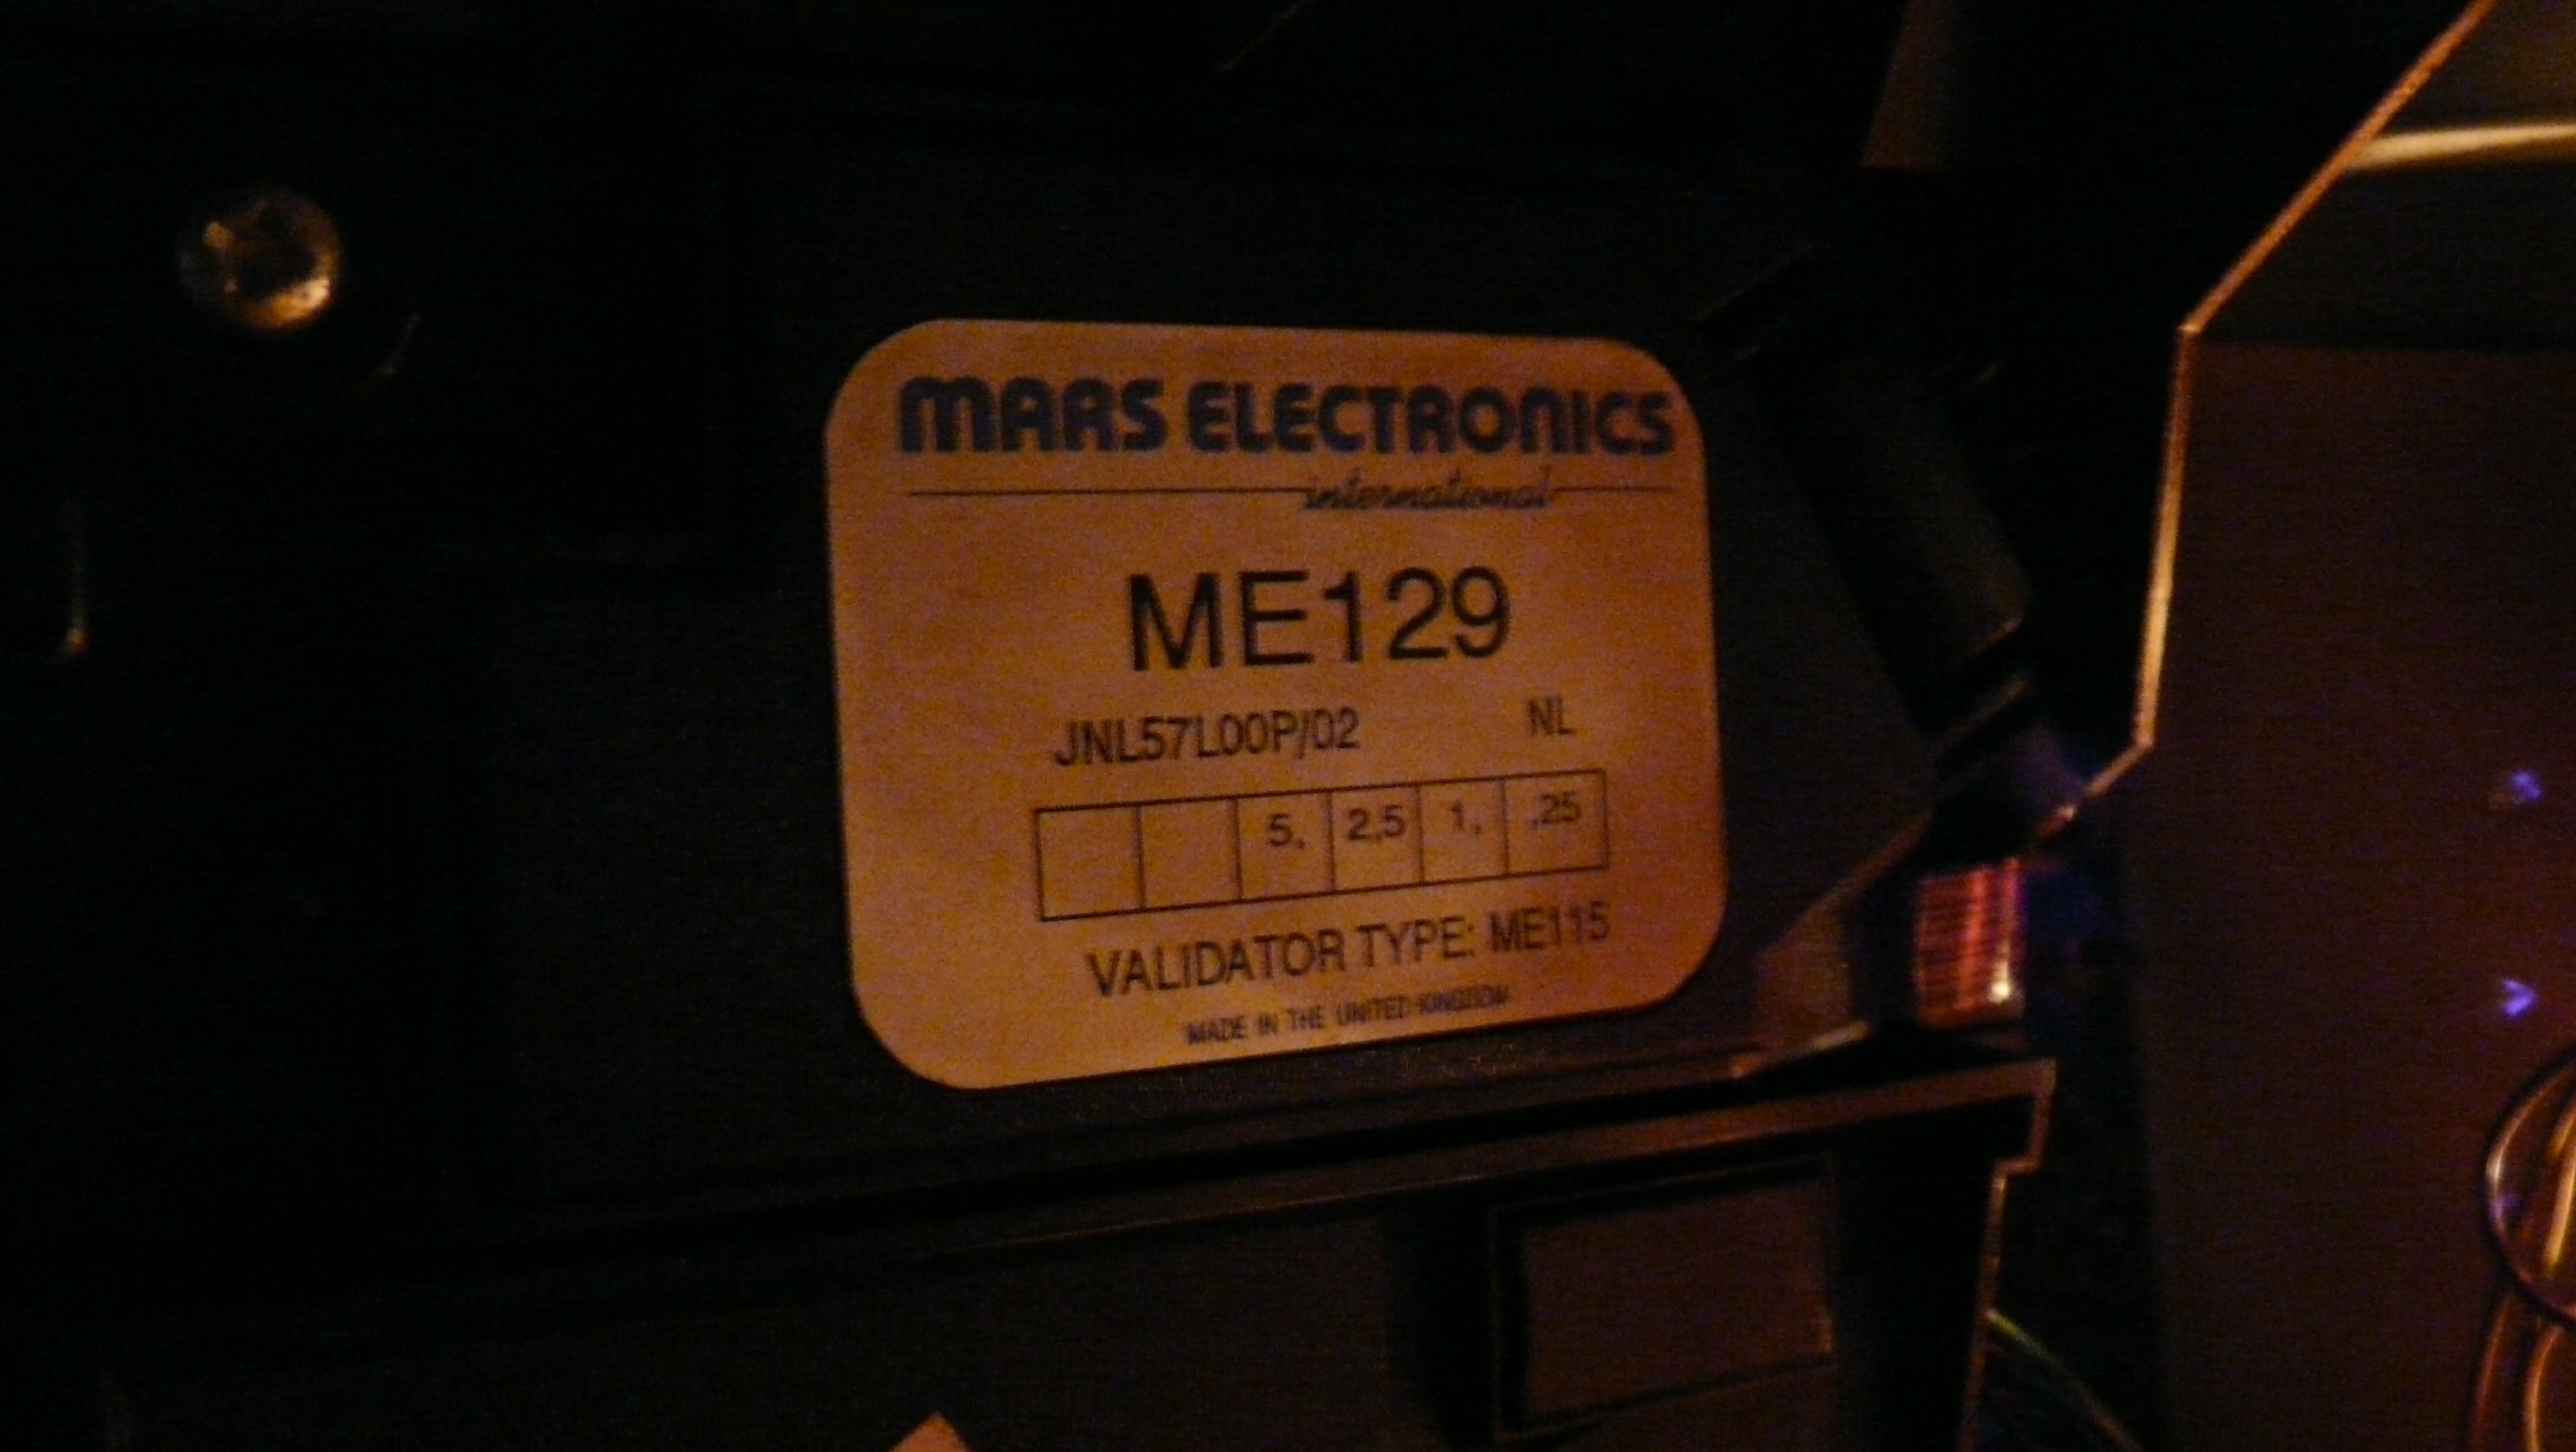 MARS ELECTRONICS
international
ME129
JNL57L00P/02 NL
5, 2,5 1, ,25
VALIDATOR TYPE: ME115
MADE IN THE UNITED KINGDOM